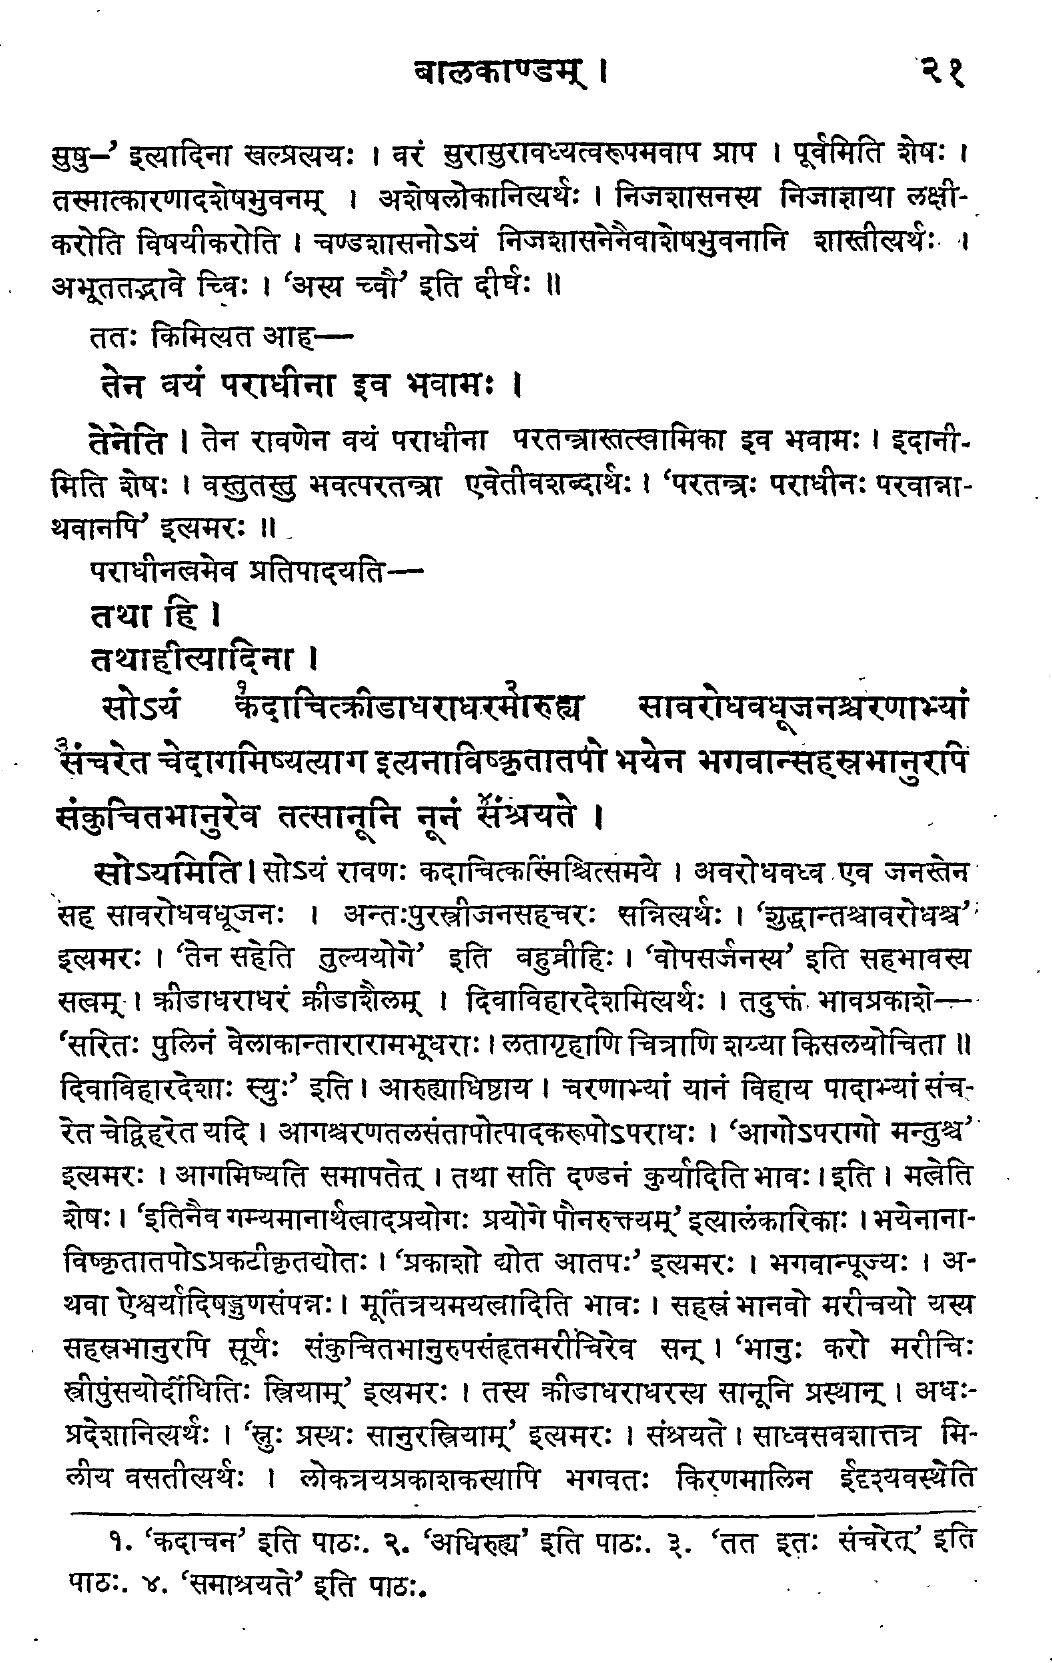 बालकाण्डम् । २१
सुषु—’ इत्यादिना खल्प्रत्ययः । वरं सुरासुरावध्यत्वरूपमवाप प्राप । पूर्वमिति शेषः ।
तस्मात्कारणादशेषभुवनम् । अशेषलोकानित्यर्थः । निजशासनस्य निजाज्ञाया लक्षी-
करोति विषयीकरोति । चण्डशासनोऽयं निजशासनेनैवाशेषभुवनानि शास्तीत्यर्थः ।
अभूततद्भावे च्विः । ‘अस्य च्वौ’ इति दीर्घः ॥
ततः किमित्यत आह—
तेन वयं पराधीना इव भवामः ।
तेनेति । तेन रावणेन वयं पराधीना परतन्त्रास्तत्स्वामिका इव भवामः । इदानी-
मिति शेषः । वस्तुतस्तु भवत्परतन्त्रा एवेतीवशब्दार्थः । ‘परतन्त्रः पराधीनः परवान्ना-
थवानपि’ इत्यमरः ॥
पराधीनत्वमेव प्रतिपादयति—
तथा हि ।
तथाहीत्यादिना ।
सोऽयं १कदाचित्क्रीडाधराधर२मारुह्य सावरोधवधूजनश्चरणाभ्यां
३संचरेत चेदागमिष्यत्याग इत्यनाविष्कृतातपो भयेन भगवान्सहस्रभानुरपि
संकुचितभानुरेव तत्सानूनि नूनं ४संश्रयते ।
सोऽयमिति । सोऽयं रावणः कदाचित्कस्मिंश्चित्समये । अवरोधवध्व एव जनस्तेन
सह सावरोधवधूजनः । अन्तःपुरस्त्रीजनसहचरः सन्नित्यर्थः । ‘शुद्धान्तश्चावरोधश्च’
इत्यमरः । ‘तेन सहेति तुल्ययोगे’ इति वहुव्रीहिः । ‘वोपसर्जनस्य’ इति सहभावस्य
सत्वम् । क्रीडाधराधरं क्रीडाशैलम् । दिवाविहारदेशमित्यर्थः । तदुक्तं भावप्रकाशे—
‘सरितः पुलिनं वेलाकान्तारारामभूधराः । लतागृहाणि चित्राणि शय्या किसलयोचिता ॥
दिवाविहारदेशाः स्युः’ इति । आरुह्याधिष्ठाय । चरणाभ्यां यानं विहाय पादाभ्यां संच-
रेत चेद्विहरेत यदि । आगश्चरणतलसंतापोत्पादकरूपोऽपराधः । ‘आगोऽपरागो मन्तुश्च’
इत्यमरः । आगमिष्यति समापतेत् । तथा सति दण्डनं कुर्यादिति भावः । इति । मत्वेति
शेषः । ‘इतिनैव गम्यमानार्थत्वादप्रयोगः प्रयोगे पौनरुक्त्यम्’ इत्यालंकारिकाः । भयेनाना-
विष्कृतातपोऽप्रकटीकृतद्योतः । ‘प्रकाशो द्योत आतपः’ इत्यमरः । भगवान्पूज्यः । अ-
थवा ऐश्वर्यादिषड्गुणसंपन्नः । मूर्तित्रयमयत्वादिति भावः । सहस्रं भानवो मरीचयो यस्य
सहस्रभानुरपि सूर्यः संकुचितभानुरुपसंहृतमरीचिरेव सन् । ‘भानुः करो मरीचिः
स्त्रीपुंसयोर्दीधितिः स्त्रियाम्’ इत्यमरः । तस्य क्रीडाधराधरस्य सानूनि प्रस्थान् । अधः-
प्रदेशानित्यर्थः । ‘स्नुः प्रस्थः सानुरस्त्रियाम्’ इत्यमरः । संश्रयते । साध्वसवशात्तत्र मि-
लीय वसतीत्यर्थः । लोकत्रयप्रकाशकस्यापि भगवतः किरणमालिन ईदृश्यवस्थेति
१. ‘कदाचन’ इति पाठः. २. ‘अधिरुह्य’ इति पाठः. ३. ‘तत इतः संचरेत्’ इति
पाठः. ४. ‘समाश्रयते’ इति पाठः.